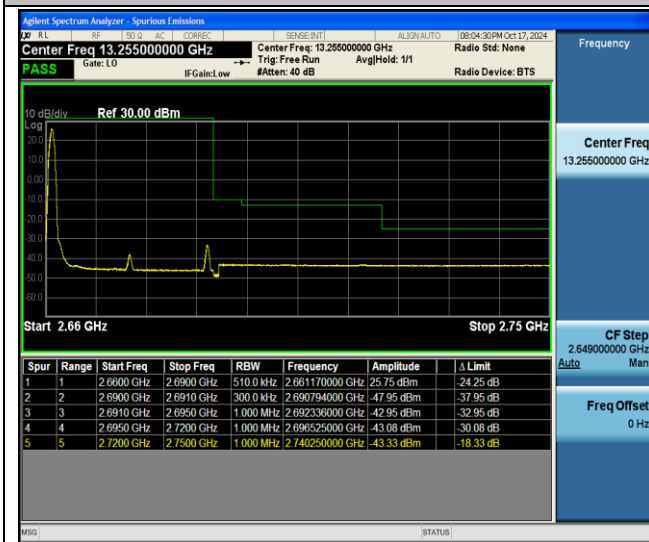 Agilent Spectrum Analyzer - Spurious Emissions
RL RF 50 Ω AC CORREC SENSE:INT ALIGN AUTO 08:04:30PM Oct 17, 2024
Center Freq 13.255000000 GHz Center Freq: 13.255000000 GHz Radio Std: None
PASS Gate: LO Trig: Free Run Avg|Hold: 1/1
IFGain:Low #Atten: 40 dB Radio Device: BTS
10 dB/div Ref 30.00 dBm
Log
20.0
10.0
0.00
-10.0
-20.0
-30.0
-40.0
-50.0
-60.0
Start 2.66 GHz Stop 2.75 GHz
Spur Range Start Freq Stop Freq RBW Frequency Amplitude Δ Limit
1 1 2.6600 GHz 2.6900 GHz 510.0 kHz 2.661170000 GHz 25.75 dBm -24.25 dB
2 2 2.6900 GHz 2.6910 GHz 300.0 kHz 2.690794000 GHz -47.95 dBm -37.95 dB
3 3 2.6910 GHz 2.6950 GHz 1.000 MHz 2.692336000 GHz -42.95 dBm -32.95 dB
4 4 2.6950 GHz 2.7200 GHz 1.000 MHz 2.696525000 GHz -43.08 dBm -30.08 dB
5 5 2.7200 GHz 2.7500 GHz 1.000 MHz 2.740250000 GHz -43.33 dBm -18.33 dB
MSG STATUS
Frequency
Center Freq
13.255000000 GHz
CF Step
2.649000000 GHz
Auto Man
Freq Offset
0 Hz